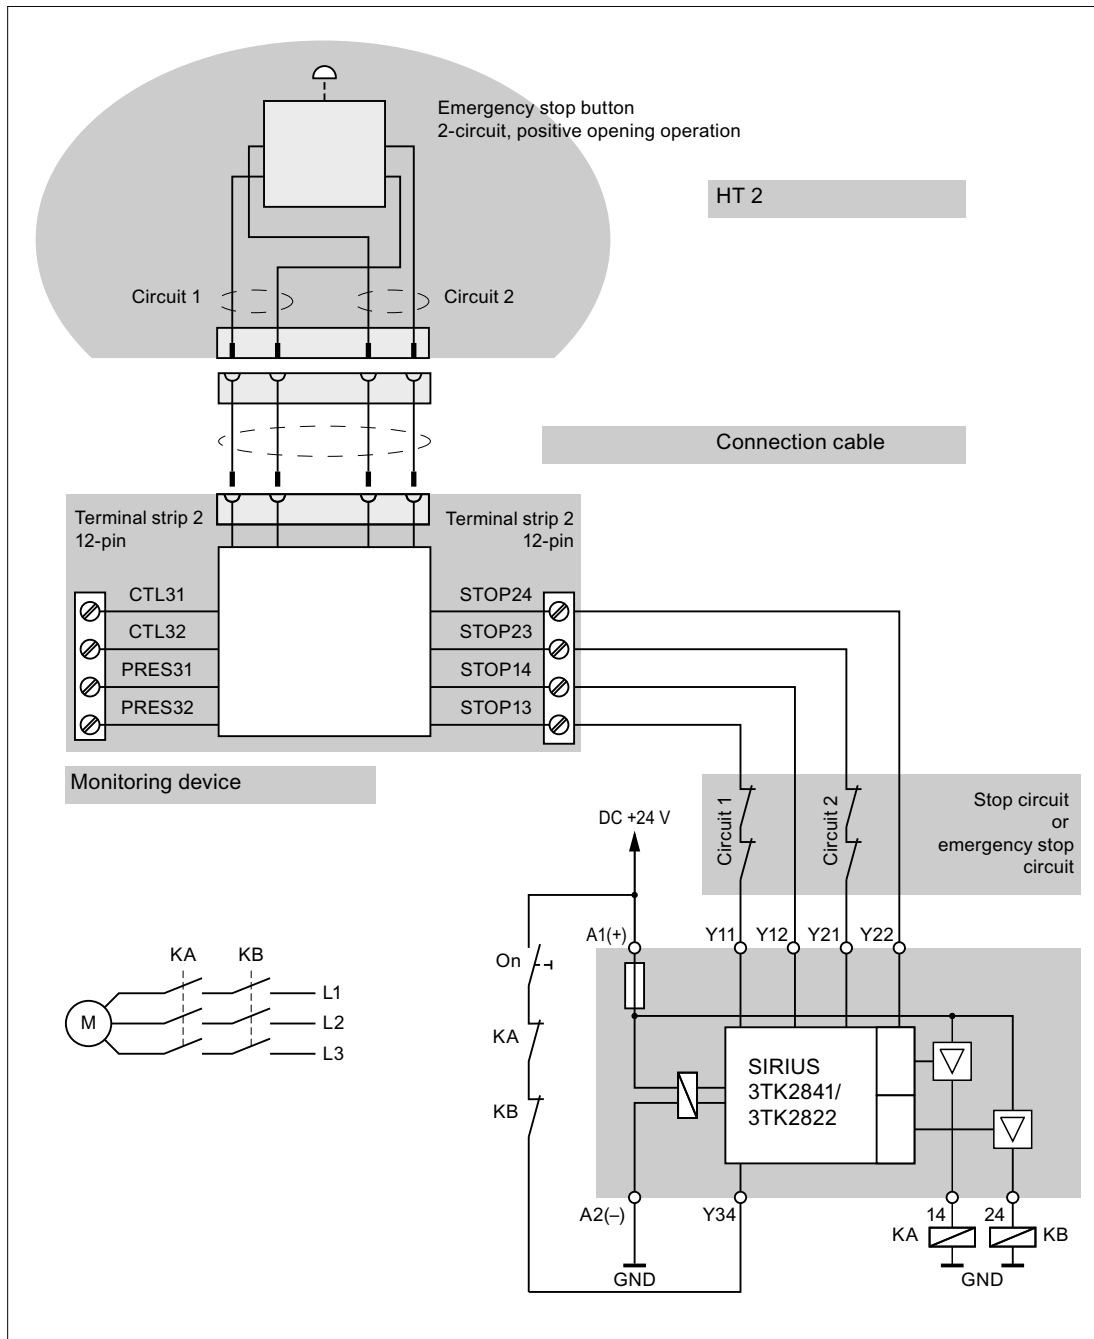 Emergency stop button
2-circuit, positive opening operation
HT 2
Circuit 1
Circuit 2
Connection cable
Terminal strip 2
12-pin
Terminal strip 2
12-pin
CTL31
STOP24
CTL32
STOP23
PRES31
STOP14
PRES32
STOP13
Monitoring device
Circuit 1
Circuit 2
Stop circuit
or
emergency stop
circuit
DC +24 V
A1(+)
Y11
Y12
Y21
Y22
On
KA
KB
KA
KB
L1
L2
L3
M
SIRIUS
3TK2841/
3TK2822
A2(–)
Y34
14
24
KA
KB
GND
GND